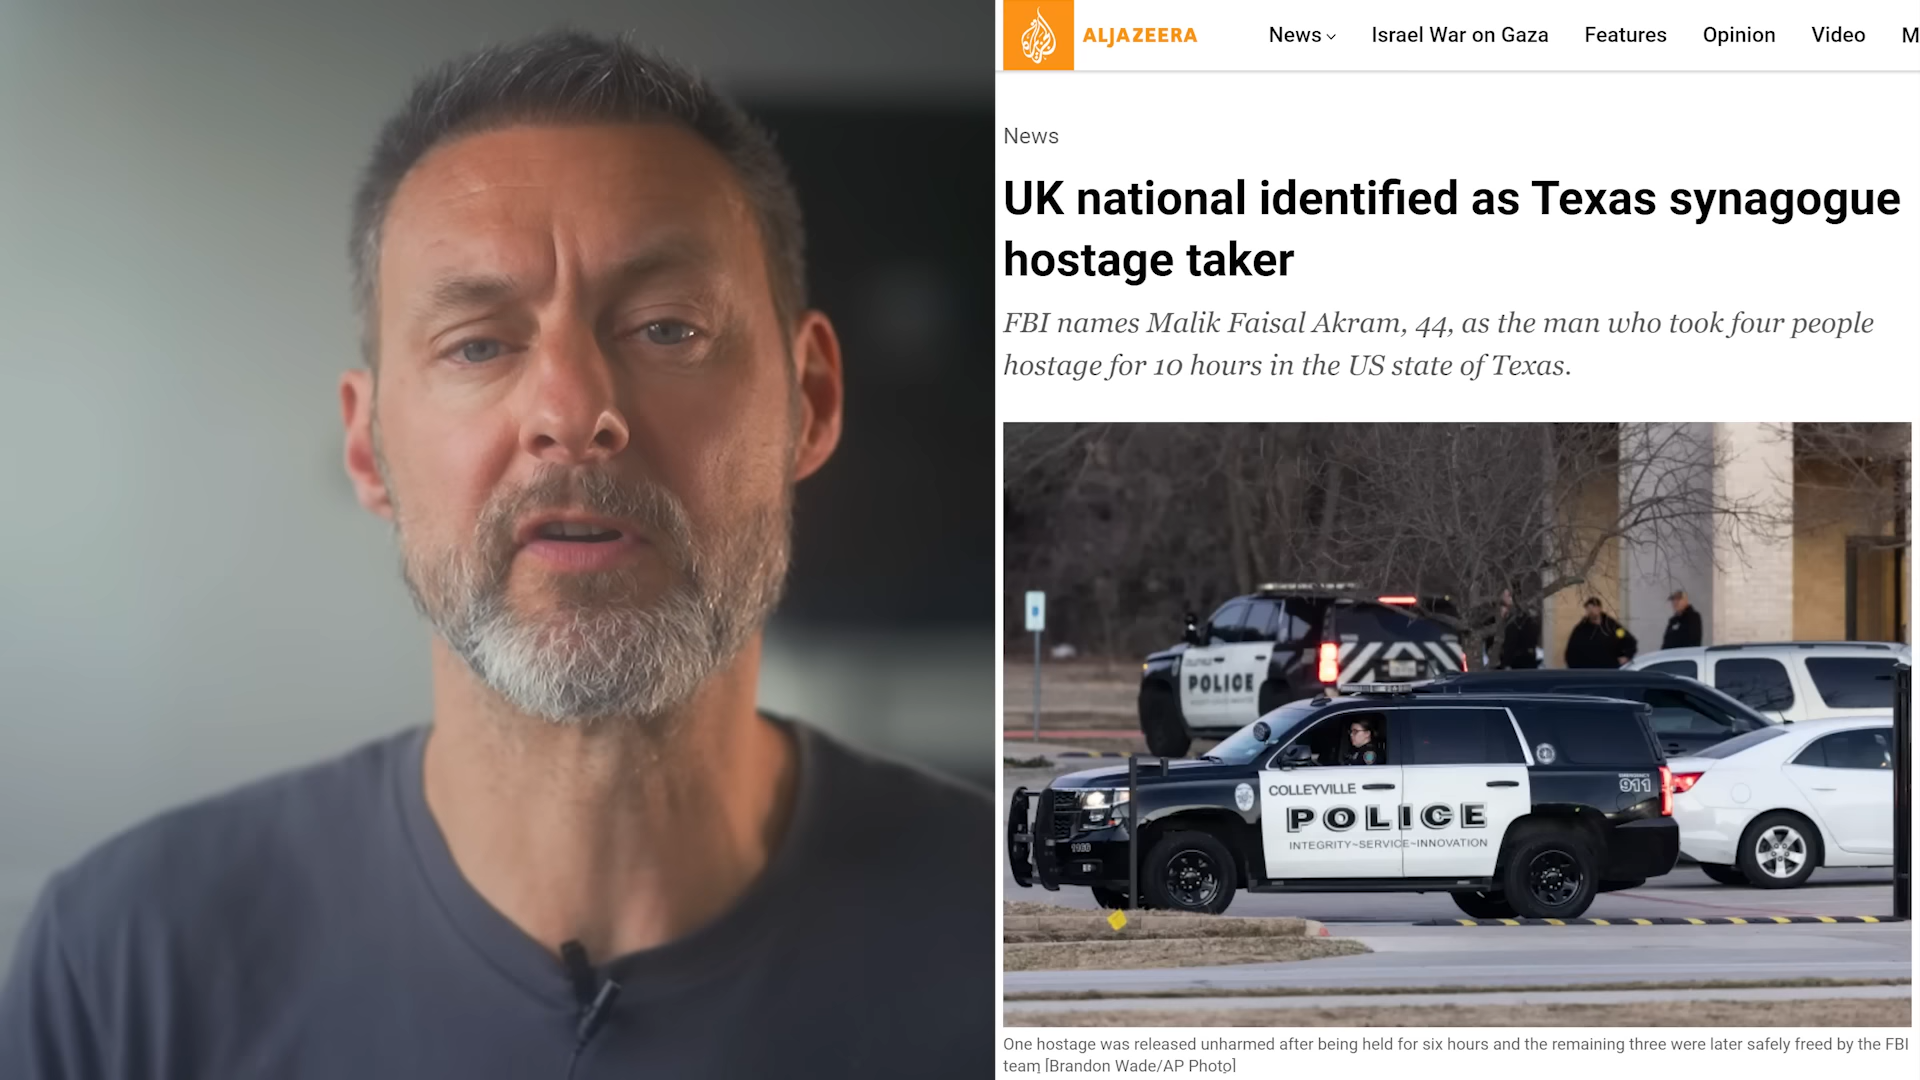 ALJAZEERA
News Israel War on Gaza Features Opinion Video M
News
UK national identified as Texas synagogue
hostage taker
FBI names Malik Faisal Akram, 44, as the man who took four people
hostage for 10 hours in the US state of Texas.
POLICE
COLLEYVILLE
POLICE
INTEGRITY~SERVICE~INNOVATION
EMERGENCY
911
1166
One hostage was released unharmed after being held for six hours and the remaining three were later safely freed by the FBI
team [Brandon Wade/AP Photo]